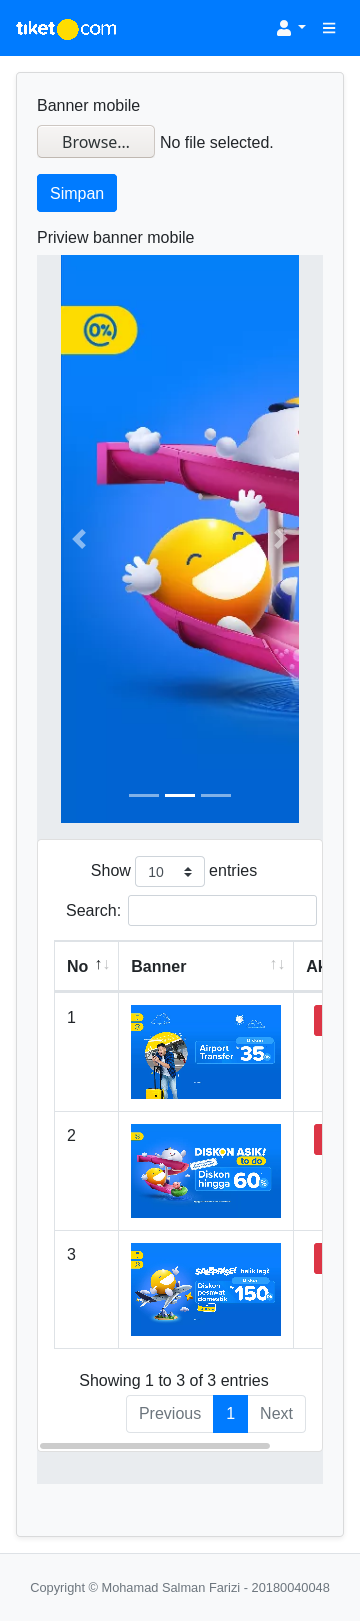 tiket.com
Banner mobile
Browse... No file selected.
Simpan
Priview banner mobile
0%
Show 10 entries
Search:
No Banner
1
Airport Transfer
35%
2
DISKON ASIK!
to do
Diskon hingga 60%
3
Diskon pesawat domestik
150
Showing 1 to 3 of 3 entries
Previous 1 Next
Copyright © Mohamad Salman Farizi - 20180040048